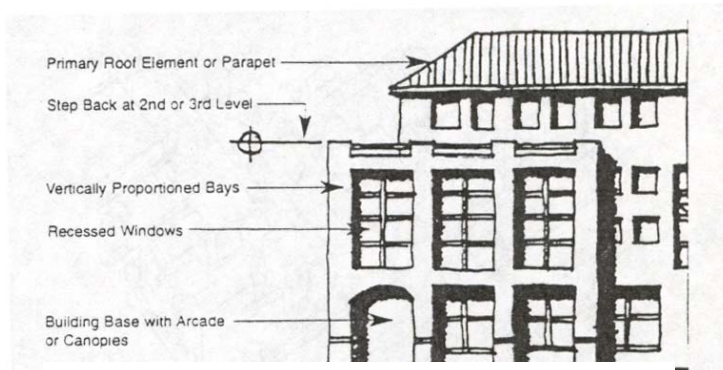 Primary Roof Element or Parapet
Step Back at 2nd or 3rd Level
Vertically Proportioned Bays
Recessed Windows
Building Base with Arcade
or Canopies